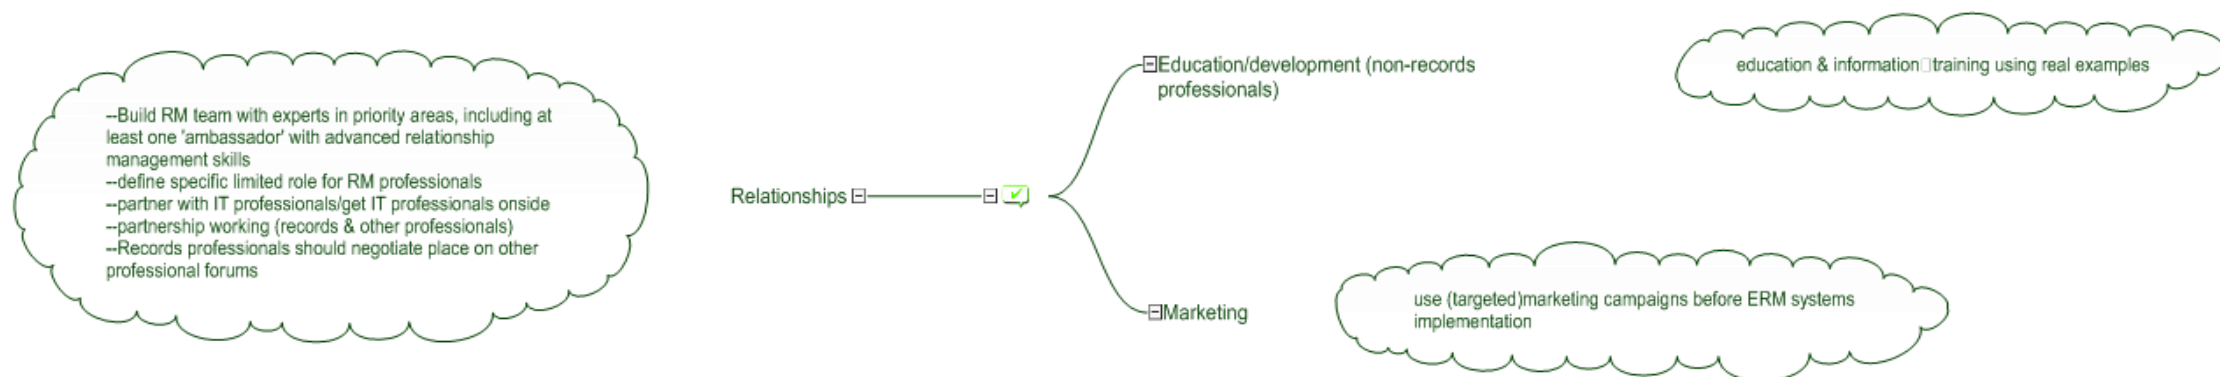 --Build RM team with experts in priority areas, including at
least one 'ambassador' with advanced relationship
management skills
--define specific limited role for RM professionals
--partner with IT professionals/get IT professionals onside
--partnership working (records & other professionals)
--Records professionals should negotiate place on other
professional forums
Relationships
Education/development (non-records
professionals)
education & information□training using real examples
Marketing
use (targeted)marketing campaigns before ERM systems
implementation